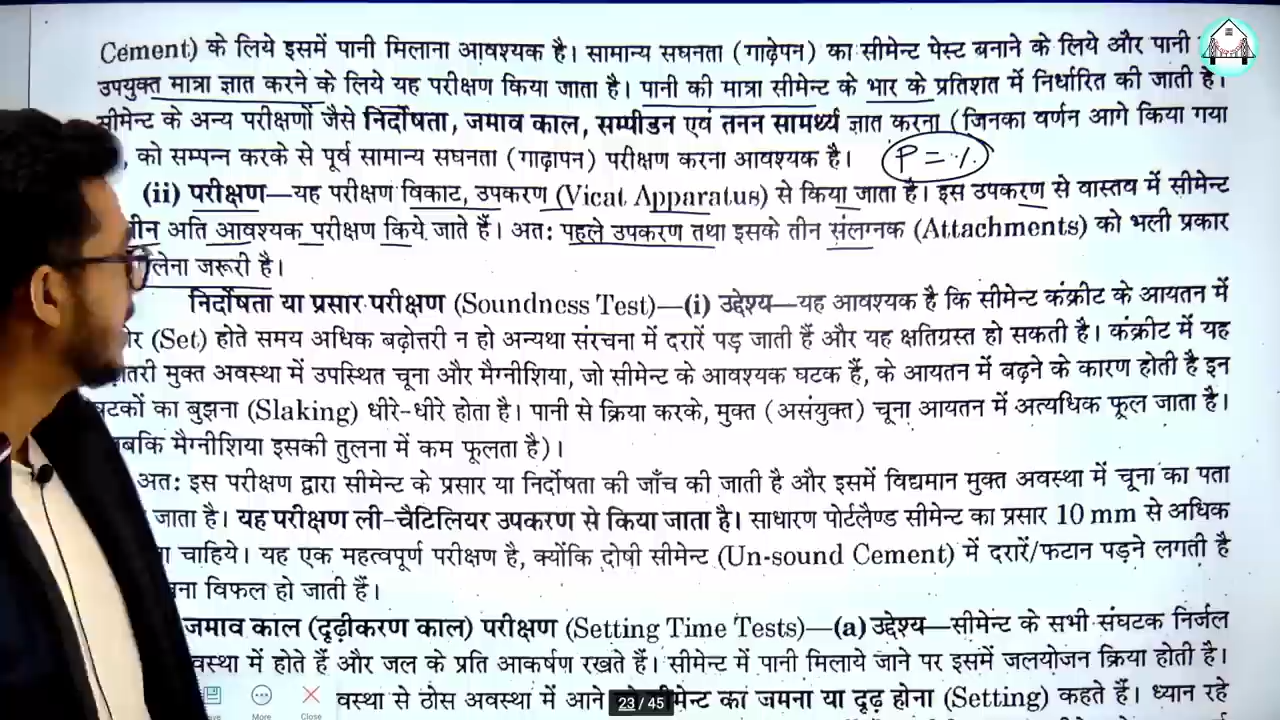 Cement) के लिये इसमें पानी मिलाना आवश्यक है। सामान्य सघनता (गाढ़ेपन) का सीमेन्ट पेस्ट बनाने के लिये और पानी
उपयुक्त मात्रा ज्ञात करने के लिये यह परीक्षण किया जाता है। पानी की मात्रा सीमेन्ट के भार के प्रतिशत में निर्धारित की जाती है।
सीमेन्ट के अन्य परीक्षणों जैसे निर्दोषता, जमाव काल, सम्पीडन एवं तनन सामर्थ्य ज्ञात करना (जिनका वर्णन आगे किया गया
, को सम्पन्न करके से पूर्व सामान्य सघनता (गाढ़ापन) परीक्षण करना आवश्यक है। P = %
(ii) परीक्षण—यह परीक्षण विकाट, उपकरण (Vicat Apparatus) से किया जाता है। इस उपकरण से वास्तव में सीमेन्ट
तीन अति आवश्यक परीक्षण किये जाते हैं। अतः पहले उपकरण तथा इसके तीन संलग्नक (Attachments) को भली प्रकार
लेना जरूरी है।
निर्दोषता या प्रसार परीक्षण (Soundness Test)—(i) उद्देश्य—यह आवश्यक है कि सीमेन्ट कंक्रीट के आयतन में
(Set) होते समय अधिक बढ़ोत्तरी न हो अन्यथा संरचना में दरारें पड़ जाती हैं और यह क्षतिग्रस्त हो सकती है। कंक्रीट में यह
तरी मुक्त अवस्था में उपस्थित चूना और मैग्नीशिया, जो सीमेन्ट के आवश्यक घटक हैं, के आयतन में बढ़ने के कारण होती है इन
घटकों का बुझना (Slaking) धीरे-धीरे होता है। पानी से क्रिया करके, मुक्त (असंयुक्त) चूना आयतन में अत्यधिक फूल जाता है।
बकि मैग्नीशिया इसकी तुलना में कम फूलता है)।
अतः इस परीक्षण द्वारा सीमेन्ट के प्रसार या निर्दोषता की जाँच की जाती है और इसमें विद्यमान मुक्त अवस्था में चूना का पता
जाता है। यह परीक्षण ली-चैटिलियर उपकरण से किया जाता है। साधारण पोर्टलैण्ड सीमेन्ट का प्रसार 10 mm से अधिक
चाहिये। यह एक महत्वपूर्ण परीक्षण है, क्योंकि दोषी सीमेन्ट (Un-sound Cement) में दरारें/फटान पड़ने लगती है
ना विफल हो जाती हैं।
जमाव काल (दृढ़ीकरण काल) परीक्षण (Setting Time Tests)—(a) उद्देश्य—सीमेन्ट के सभी संघटक निर्जल
वस्था में होते हैं और जल के प्रति आकर्षण रखते हैं। सीमेन्ट में पानी मिलाये जाने पर इसमें जलयोजन क्रिया होती है।
वस्था से ठोस अवस्था में आने को सीमेन्ट का जमना या दृढ़ होना (Setting) कहते हैं। ध्यान रहे
More Close 23 / 45